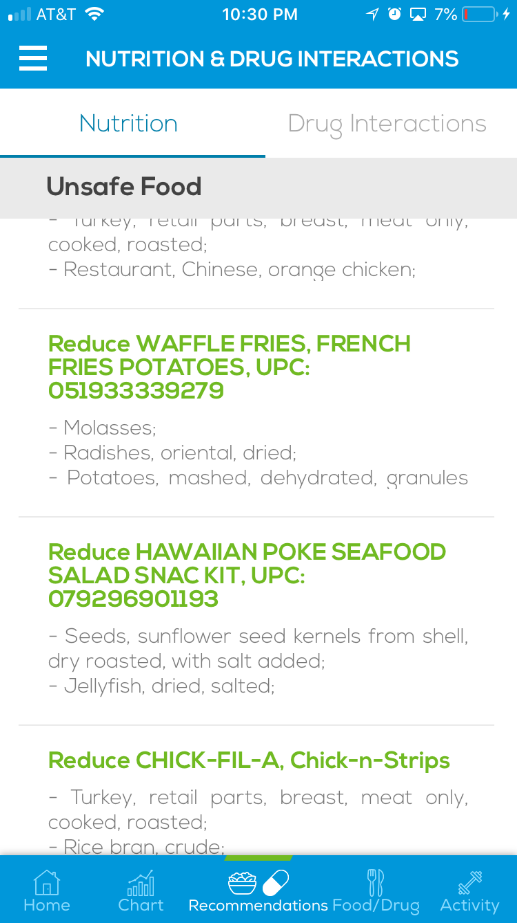 AT&T 10:30 PM 7%
NUTRITION & DRUG INTERACTIONS
Nutrition Drug Interactions
Unsafe Food
- Turkey, retail parts, breast, meat only,
cooked, roasted;
- Restaurant, Chinese, orange chicken;
Reduce WAFFLE FRIES, FRENCH
FRIES POTATOES, UPC:
051933339279
- Molasses;
- Radishes, oriental, dried;
- Potatoes, mashed, dehydrated, granules
Reduce HAWAIIAN POKE SEAFOOD
SALAD SNAC KIT, UPC:
079296901193
- Seeds, sunflower seed kernels from shell,
dry roasted, with salt added;
- Jellyfish, dried, salted;
Reduce CHICK-FIL-A, Chick-n-Strips
- Turkey, retail parts, breast, meat only,
cooked, roasted;
- Rice bran, crude;
Home Chart Recommendations Food/Drug Activity